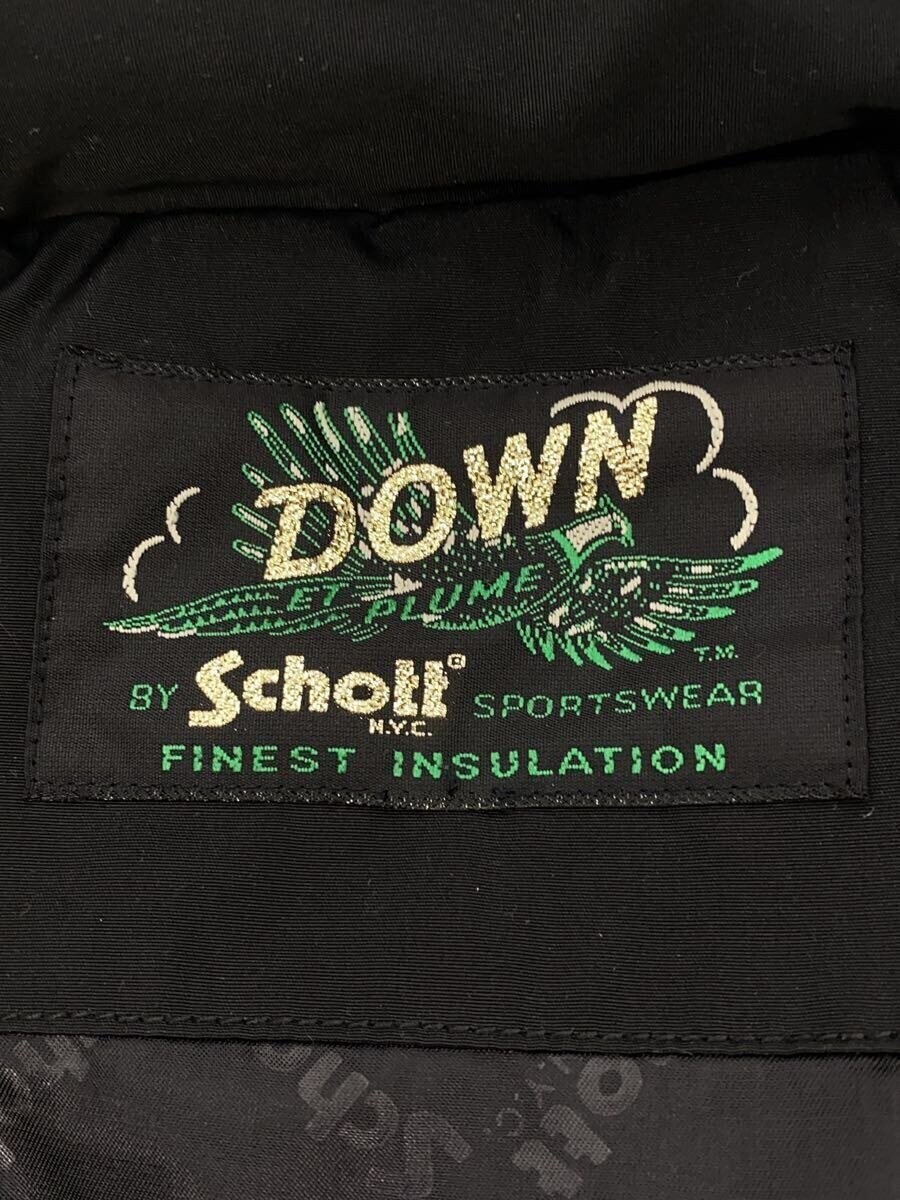 DOWN
ET PLUME
T.M.
BY Schott® SPORTSWEAR
N.Y.C.
FINEST INSULATION